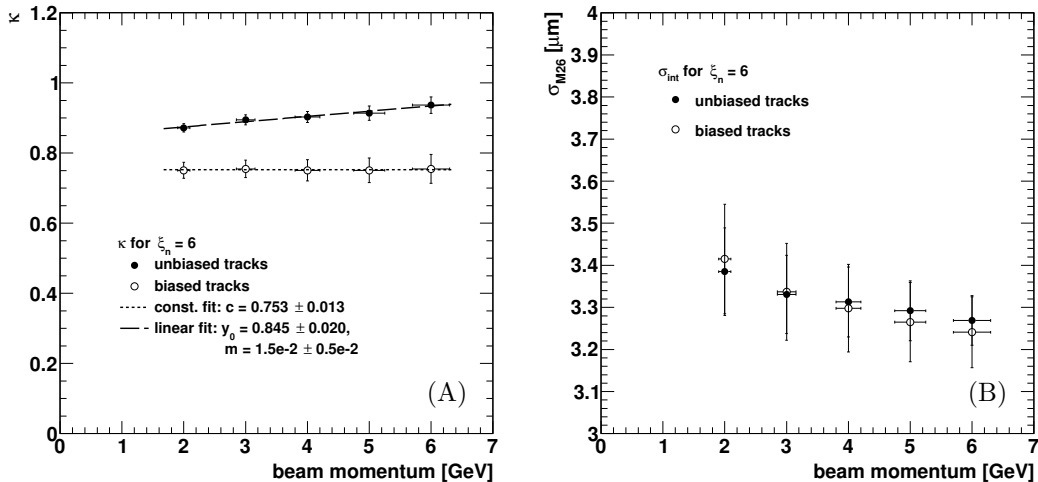 κ
1.2
1
0.8
0.6
0.4
0.2
0
κ for ξn = 6
unbiased tracks
biased tracks
const. fit: c = 0.753 ± 0.013
linear fit: y0 = 0.845 ± 0.020,
m = 1.5e-2 ± 0.5e-2
(A)
0 1 2 3 4 5 6 7
beam momentum [GeV]
σM26 [μm]
4
3.9
3.8
3.7
3.6
3.5
3.4
3.3
3.2
3.1
3
σint for ξn = 6
unbiased tracks
biased tracks
(B)
0 1 2 3 4 5 6 7
beam momentum [GeV]